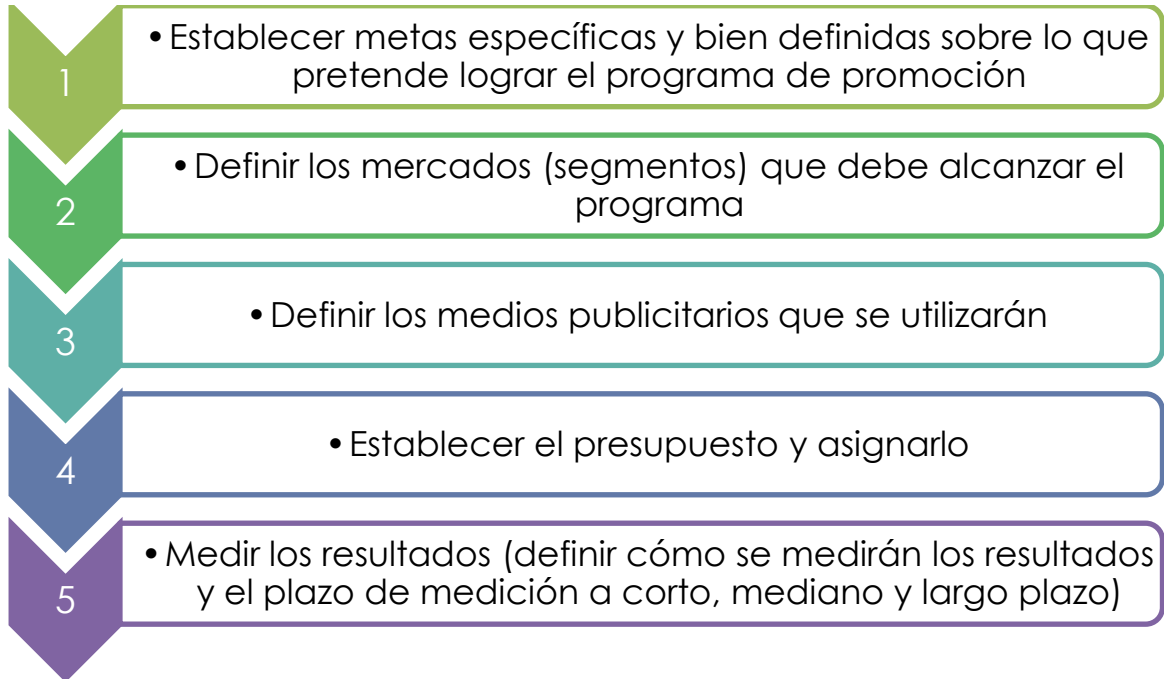 1
• Establecer metas específicas y bien definidas sobre lo que
pretende lograr el programa de promoción
2
• Definir los mercados (segmentos) que debe alcanzar el
programa
3
• Definir los medios publicitarios que se utilizarán
4
• Establecer el presupuesto y asignarlo
5
• Medir los resultados (definir cómo se medirán los resultados
y el plazo de medición a corto, mediano y largo plazo)